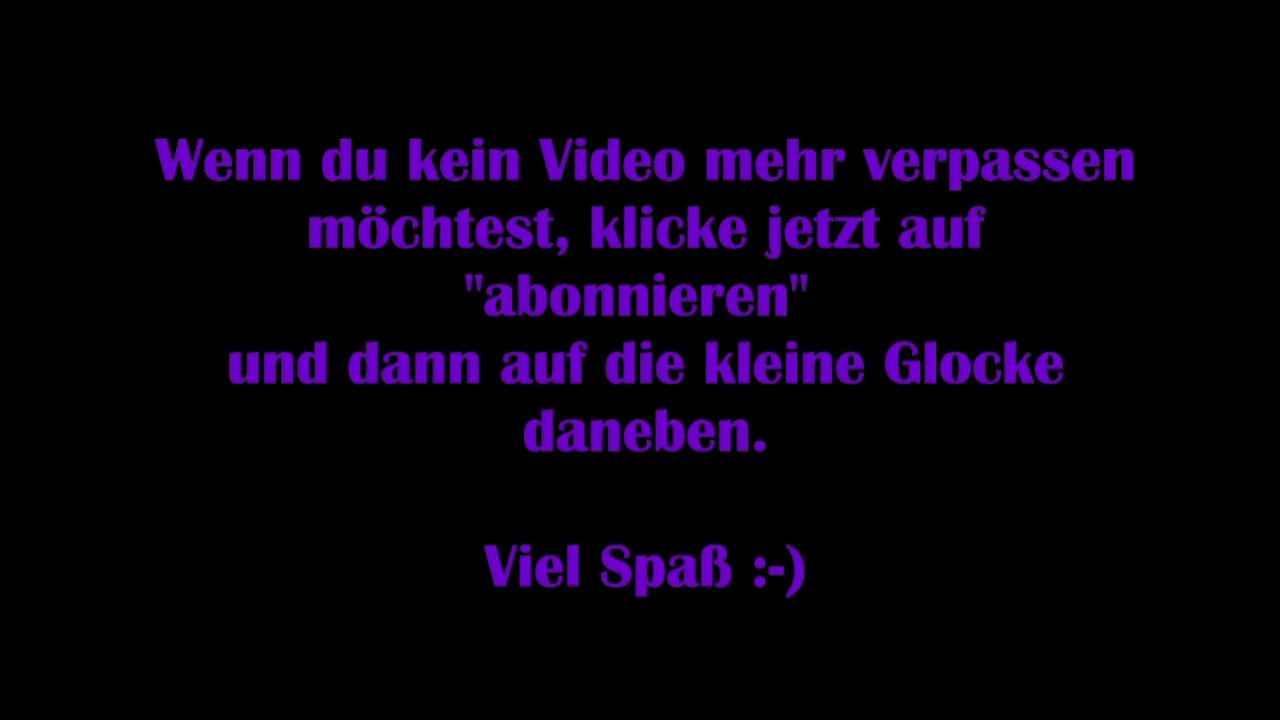 Wenn du kein Video mehr verpassen
möchtest, klicke jetzt auf
"abonnieren"
und dann auf die kleine Glocke
daneben.
Viel Spaß :-)